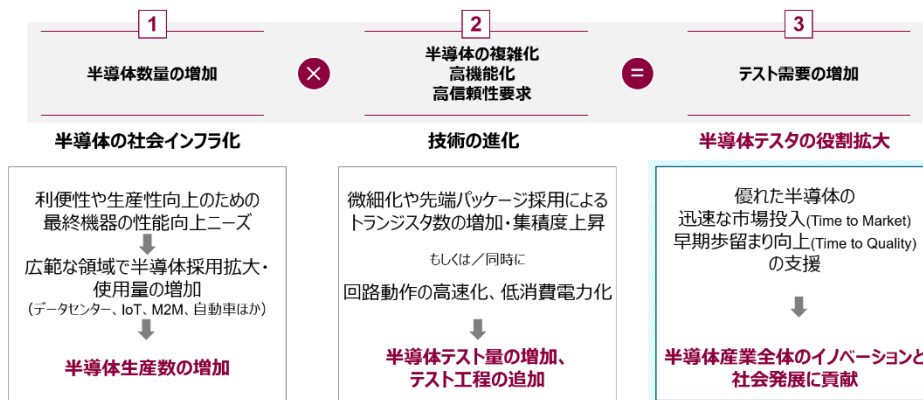 1
半導体数量の増加
×
2
半導体の複雑化
高機能化
高信頼性要求
=
3
テスト需要の増加
半導体の社会インフラ化
利便性や生産性向上のための
最終機器の性能向上ニーズ
広範な領域で半導体採用拡大・
使用量の増加
(データセンター、IoT、M2M、自動車ほか)
半導体生産数の増加
技術の進化
微細化や先端パッケージ採用による
トランジスタ数の増加・集積度上昇
もしくは/同時に
回路動作の高速化、低消費電力化
半導体テスト量の増加、
テスト工程の追加
半導体テスタの役割拡大
優れた半導体の
迅速な市場投入(Time to Market)
早期歩留まり向上(Time to Quality)
の支援
半導体産業全体のイノベーションと
社会発展に貢献